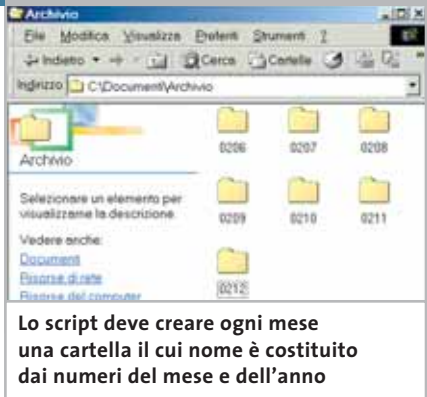 Archivio
File Modifica Visualizza Preferiti Strumenti ?
Indietro Cerca Cartelle
Indirizzo C:\Documenti\Archivio
0206 0207 0208
Archivio
Selezionare un elemento per
visualizzarne la descrizione.
0209 0210 0211
Vedere anche:
Documenti
Risorse di rete
Risorse del computer
0212
Lo script deve creare ogni mese
una cartella il cui nome è costituito
dai numeri del mese e dell'anno